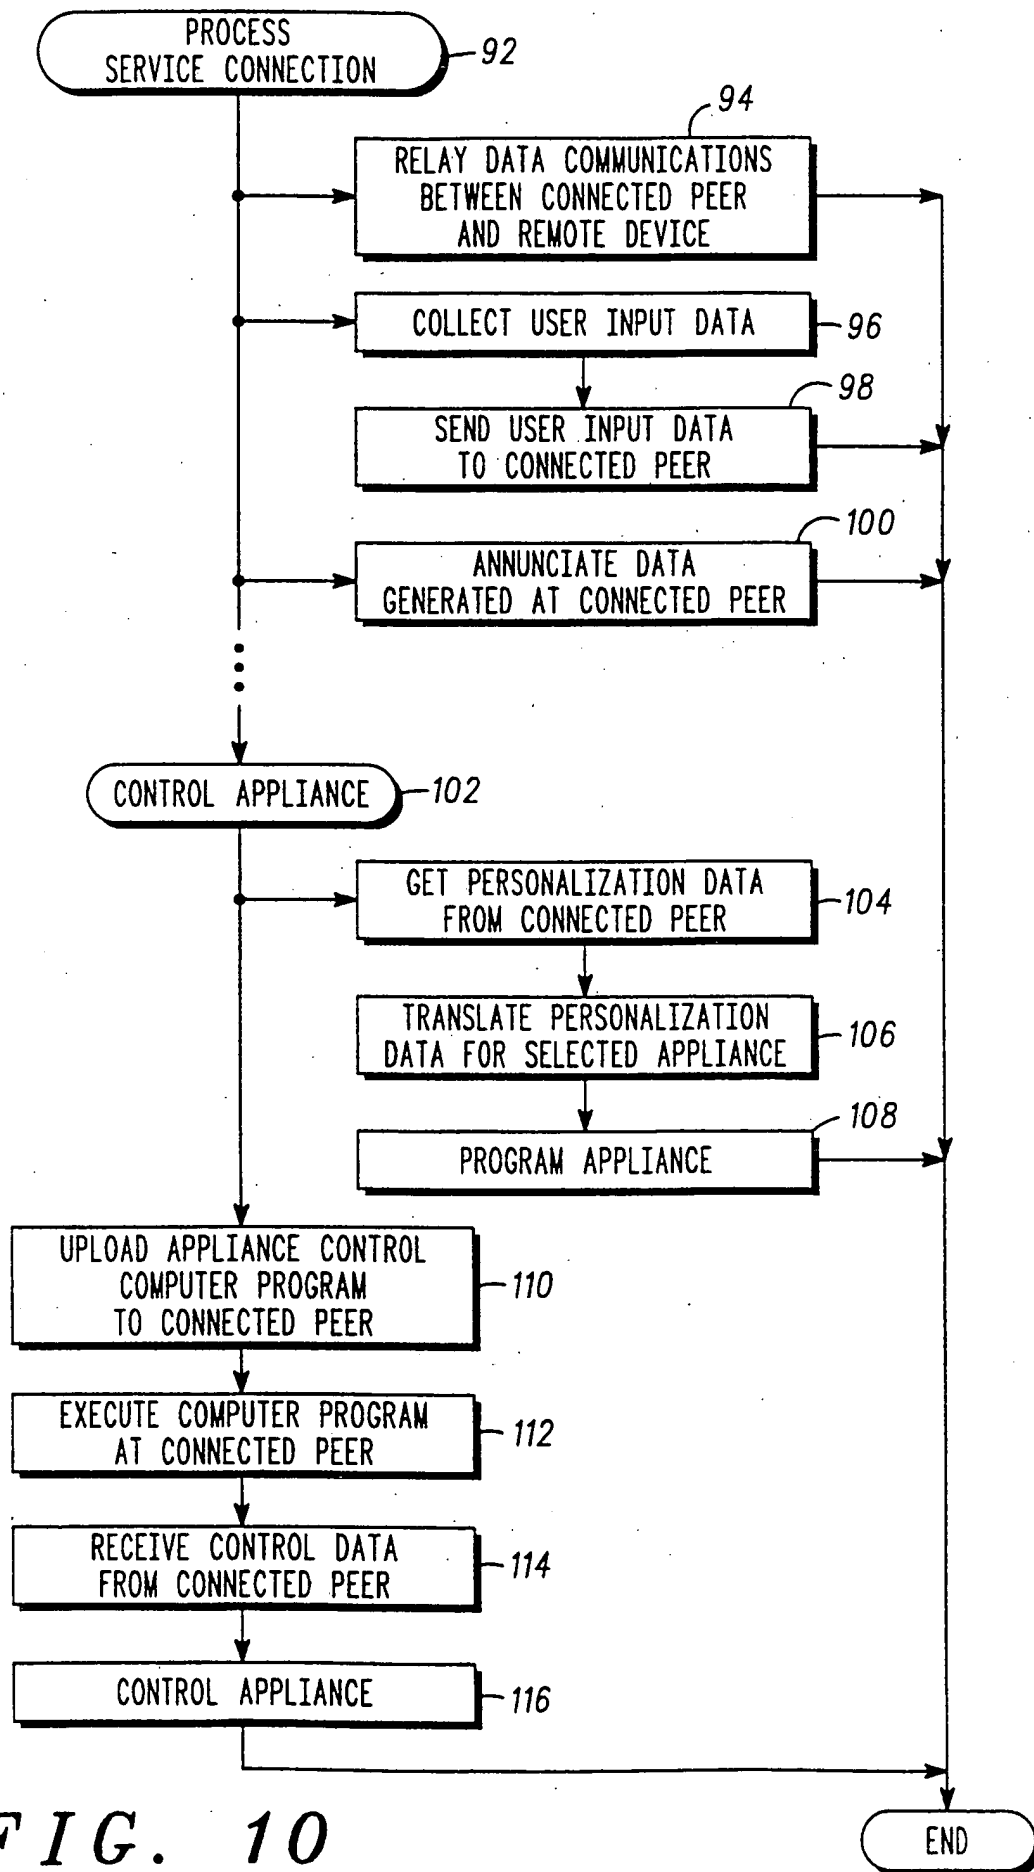 PROCESS
SERVICE CONNECTION
92
94
RELAY DATA COMMUNICATIONS
BETWEEN CONNECTED PEER
AND REMOTE DEVICE
COLLECT USER INPUT DATA
96
98
SEND USER INPUT DATA
TO CONNECTED PEER
100
ANNUNCIATE DATA
GENERATED AT CONNECTED PEER
CONTROL APPLIANCE
102
GET PERSONALIZATION DATA
FROM CONNECTED PEER
104
TRANSLATE PERSONALIZATION
DATA FOR SELECTED APPLIANCE
106
108
PROGRAM APPLIANCE
UPLOAD APPLIANCE CONTROL
COMPUTER PROGRAM
TO CONNECTED PEER
110
EXECUTE COMPUTER PROGRAM
AT CONNECTED PEER
112
RECEIVE CONTROL DATA
FROM CONNECTED PEER
114
CONTROL APPLIANCE
116
END
FIG. 10